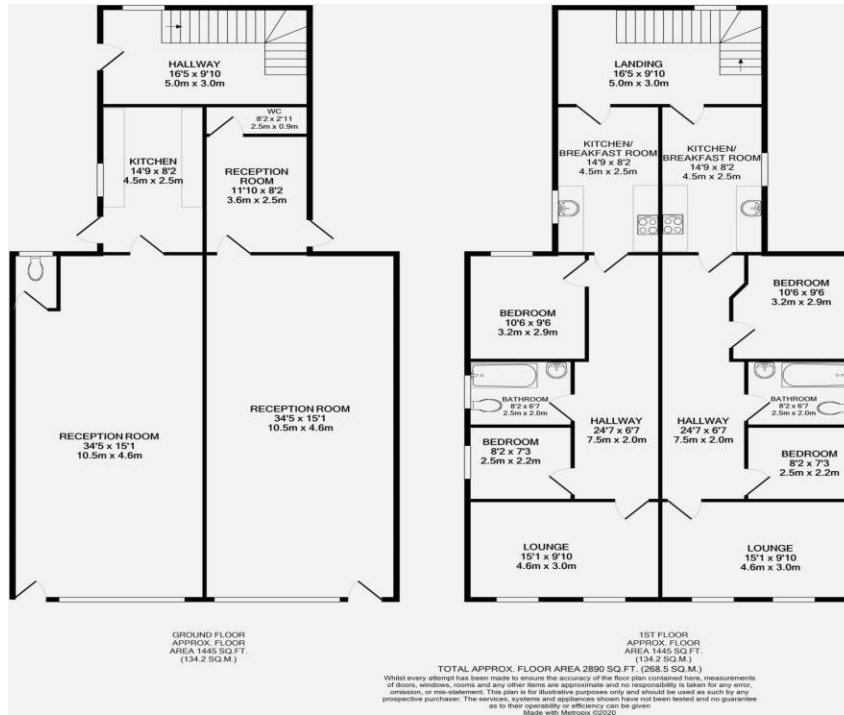 HALLWAY
16'5 x 9'10
5.0m x 3.0m
WC
8'2 x 2'11
2.5m x 0.9m
KITCHEN
14'9 x 8'2
4.5m x 2.5m
RECEPTION
ROOM
11'10 x 8'2
3.6m x 2.5m
RECEPTION ROOM
34'5 x 15'1
10.5m x 4.6m
RECEPTION ROOM
34'5 x 15'1
10.5m x 4.6m
GROUND FLOOR
APPROX. FLOOR
AREA 1445 SQ.FT.
(134.2 SQ.M.)
LANDING
16'5 x 9'10
5.0m x 3.0m
KITCHEN/
BREAKFAST ROOM
14'9 x 8'2
4.5m x 2.5m
KITCHEN/
BREAKFAST ROOM
14'9 x 8'2
4.5m x 2.5m
BEDROOM
10'6 x 9'6
3.2m x 2.9m
BEDROOM
10'6 x 9'6
3.2m x 2.9m
BATHROOM
8'2 x 6'7
2.5m x 2.0m
HALLWAY
24'7 x 6'7
7.5m x 2.0m
HALLWAY
24'7 x 6'7
7.5m x 2.0m
BATHROOM
8'2 x 6'7
2.5m x 2.0m
BEDROOM
8'2 x 7'3
2.5m x 2.2m
BEDROOM
8'2 x 7'3
2.5m x 2.2m
LOUNGE
15'1 x 9'10
4.6m x 3.0m
LOUNGE
15'1 x 9'10
4.6m x 3.0m
1ST FLOOR
APPROX. FLOOR
AREA 1445 SQ.FT.
(134.2 SQ.M.)
TOTAL APPROX. FLOOR AREA 2890 SQ.FT. (268.5 SQ.M.)
Whilst every attempt has been made to ensure the accuracy of the floor plan contained here, measurements
of doors, windows, rooms and any other items are approximate and no responsibility is taken for any error,
omission, or mis-statement. This plan is for illustrative purposes only and should be used as such by any
prospective purchaser. The services, systems and appliances shown have not been tested and no guarantee
as to their operability or efficiency can be given
Made with Metropix ©2020